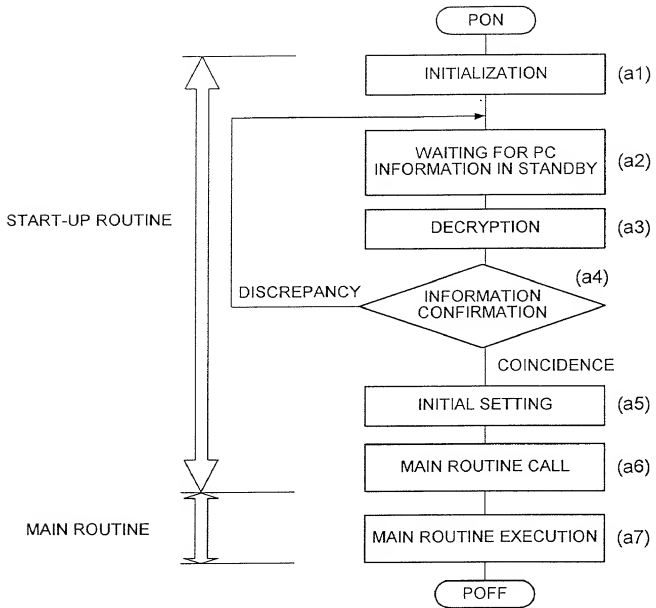 PON
INITIALIZATION (a1)
WAITING FOR PC
INFORMATION IN STANDBY
(a2)
START-UP ROUTINE
DECRYPTION (a3)
(a4)
DISCREPANCY
INFORMATION
CONFIRMATION
COINCIDENCE
INITIAL SETTING (a5)
MAIN ROUTINE CALL (a6)
MAIN ROUTINE
MAIN ROUTINE EXECUTION (a7)
POFF